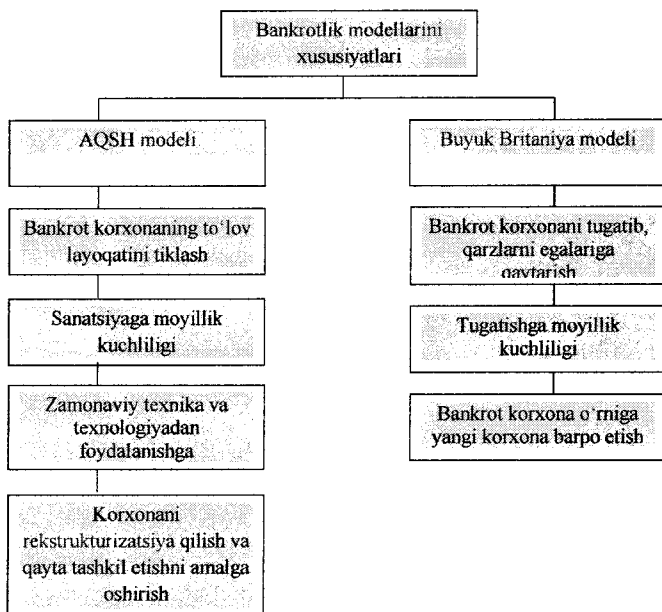 Bankrotlik modellarini
xususiyatlari
AQSH modeli
Bankrot korxonaning to‘lov
layoqatini tiklash
Sanatsiyaga moyillik
kuchliligi
Zamonaviy texnika va
texnologiyadan
foydalanishga
Korxonani
rekstrukturizatsiya qilish va
qayta tashkil etishni amalga
oshirish
Buyuk Britaniya modeli
Bankrot korxonani tugatib,
qarzlarni egalariga
qaytarish
Tugatishga moyillik
kuchliligi
Bankrot korxona o‘rniga
yangi korxona barpo etish